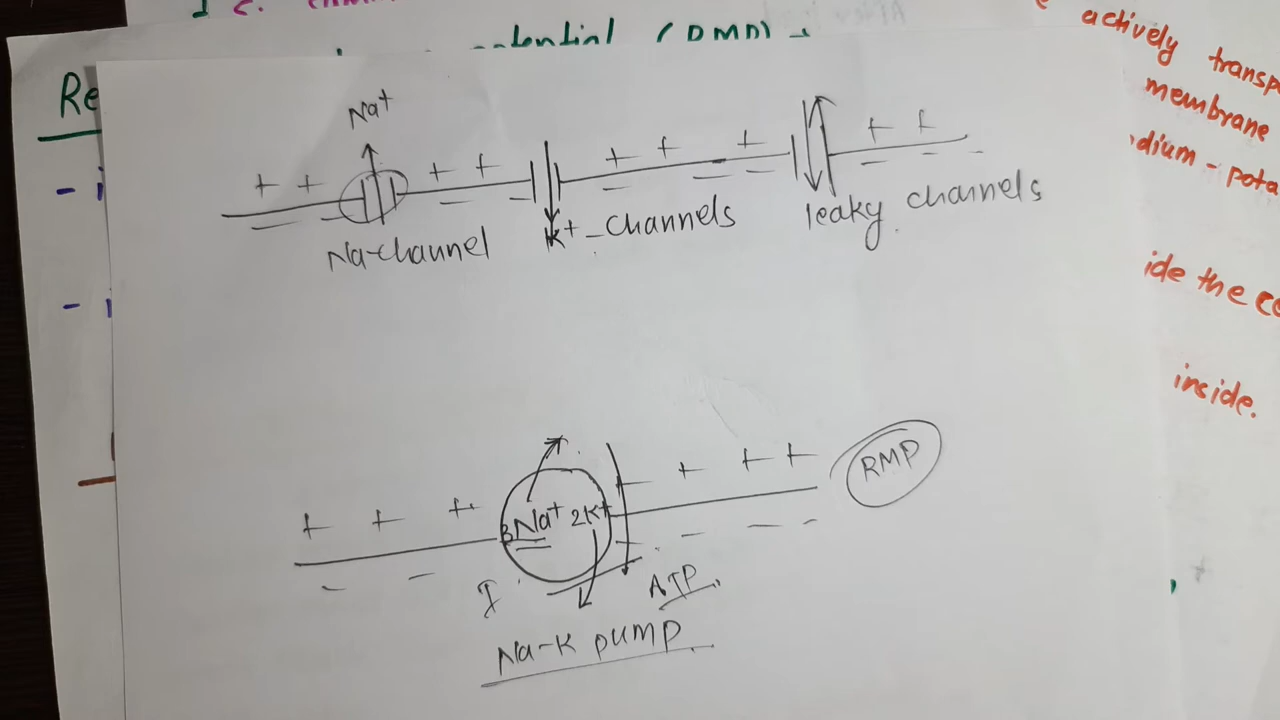 C.
potential (RMP)
Re
actively transp
membrane
dium - pota
ide the ce
inside.
Na+
+ + + + + + + + +
Na-channel K+-channels leaky channels
RMP
+ + + + + + +
3Na+ 2K+
I ATP
Na-K pump